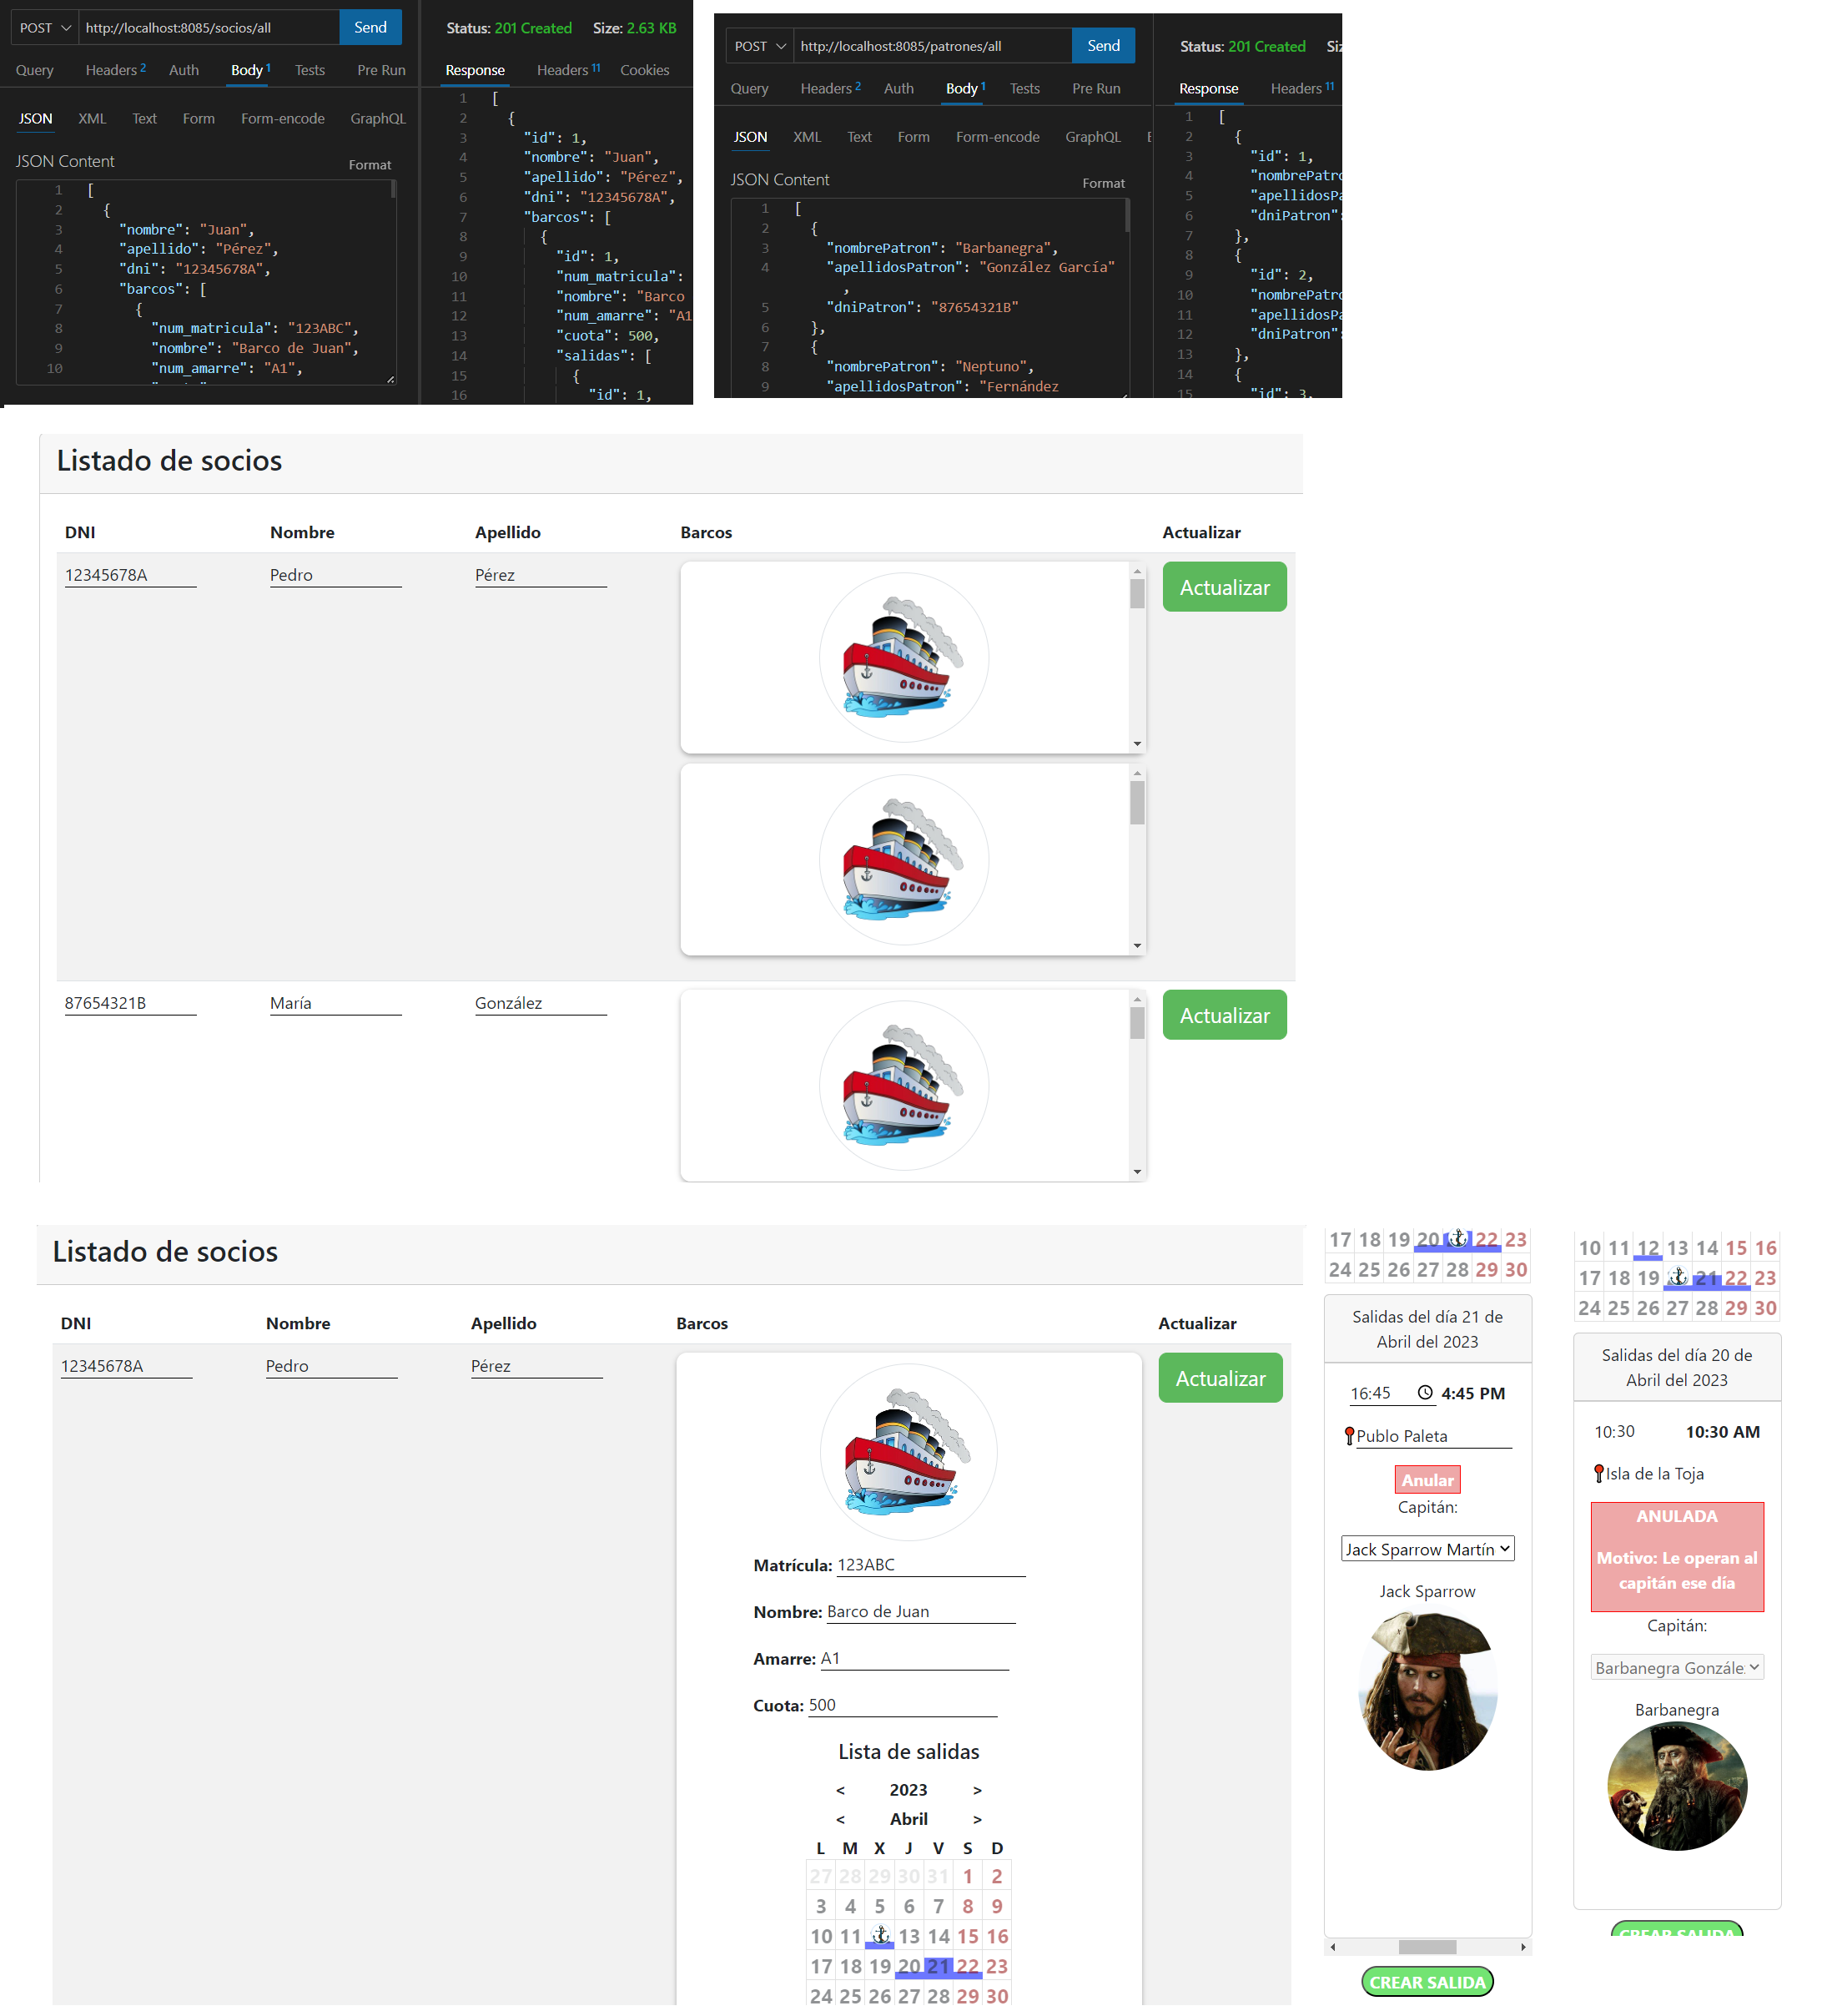 POST http://localhost:8085/socios/all Send
Query Headers 2 Auth Body 1 Tests Pre Run
JSON XML Text Form Form-encode GraphQL
JSON Content Format
1 [
2 {
3 "nombre": "Juan",
4 "apellido": "Pérez",
5 "dni": "12345678A",
6 "barcos": [
7 {
8 "num_matricula": "123ABC",
9 "nombre": "Barco de Juan",
10 "num_amarre": "A1",
Status: 201 Created Size: 2.63 KB
Response Headers 11 Cookies
1 [
2 {
3 "id": 1,
4 "nombre": "Juan",
5 "apellido": "Pérez",
6 "dni": "12345678A",
7 "barcos": [
8 {
9 "id": 1,
10 "num_matricula":
11 "nombre": "Barco
12 "num_amarre": "A1
13 "cuota": 500,
14 "salidas": [
15 {
16 "id": 1,
POST http://localhost:8085/patrones/all Send
Query Headers 2 Auth Body 1 Tests Pre Run
JSON XML Text Form Form-encode GraphQL
JSON Content Format
1 [
2 {
3 "nombrePatron": "Barbanegra",
4 "apellidosPatron": "González García"
,
5 "dniPatron": "87654321B"
6 },
7 {
8 "nombrePatron": "Neptuno",
9 "apellidosPatron": "Fernández
Status: 201 Created
Response Headers 11
1 [
2 {
3 "id": 1,
4 "nombrePatro
5 "apellidosPa
6 "dniPatron":
7 },
8 {
9 "id": 2,
10 "nombrePatro
11 "apellidosPa
12 "dniPatron":
13 },
14 {
15 "id": 3,
Listado de socios
DNI Nombre Apellido Barcos Actualizar
12345678A Pedro Pérez Actualizar
87654321B María González Actualizar
Listado de socios
DNI Nombre Apellido Barcos Actualizar
12345678A Pedro Pérez Actualizar
Matrícula: 123ABC
Nombre: Barco de Juan
Amarre: A1
Cuota: 500
Lista de salidas
< 2023 >
< Abril >
L M X J V S D
27 28 29 30 31 1 2
3 4 5 6 7 8 9
10 11 13 14 15 16
17 18 19 20 21 22 23
24 25 26 27 28 29 30
17 18 19 20 22 23
24 25 26 27 28 29 30
Salidas del día 21 de
Abril del 2023
16:45 4:45 PM
Publo Paleta
Anular
Capitán:
Jack Sparrow Martín
Jack Sparrow
CREAR SALIDA
10 11 12 13 14 15 16
17 18 19 21 22 23
24 25 26 27 28 29 30
Salidas del día 20 de
Abril del 2023
10:30 10:30 AM
Isla de la Toja
ANULADA
Motivo: Le operan al
capitán ese día
Capitán:
Barbanegra Gonzále
Barbanegra
CREAR SALIDA